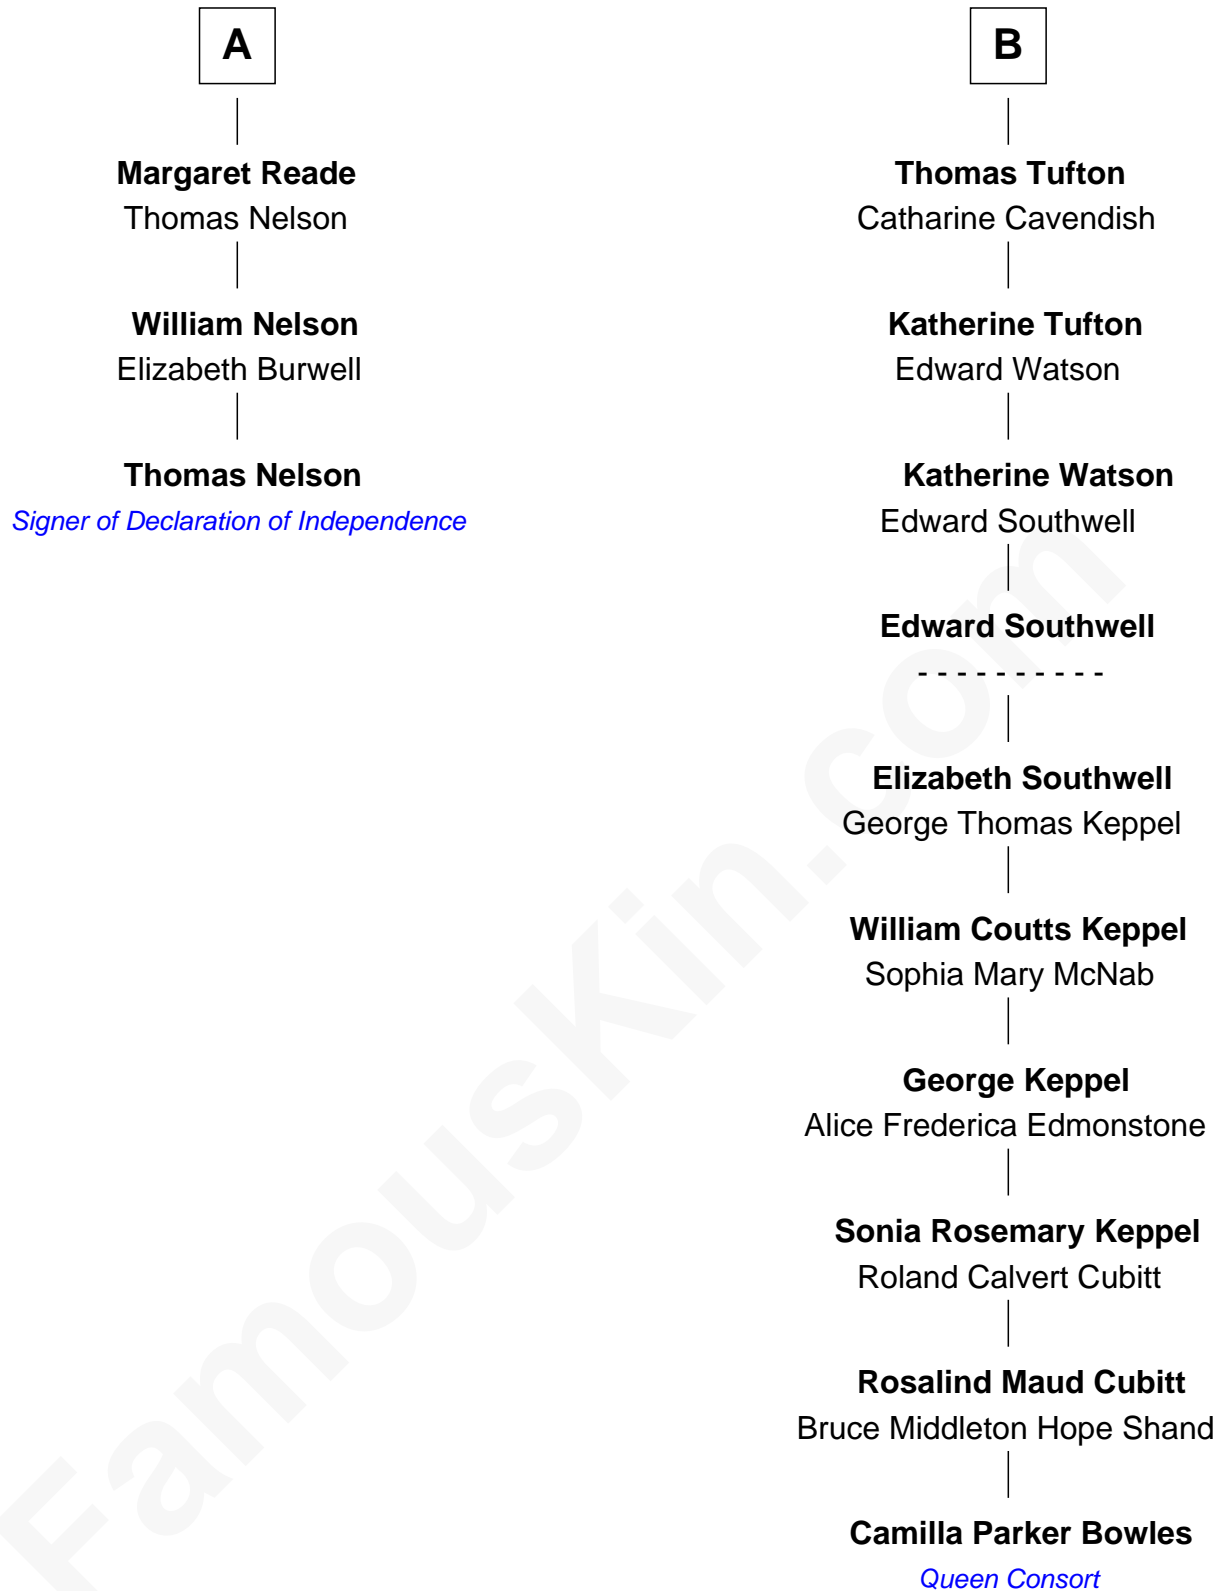 A
Margaret Reade
Thomas Nelson
William Nelson
Elizabeth Burwell
Thomas Nelson
Signer of Declaration of Independence
B
Thomas Tufton
Catharine Cavendish
Katherine Tufton
Edward Watson
Katherine Watson
Edward Southwell
Edward Southwell
- - - - - - - - - -
Elizabeth Southwell
George Thomas Keppel
William Coutts Keppel
Sophia Mary McNab
George Keppel
Alice Frederica Edmonstone
Sonia Rosemary Keppel
Roland Calvert Cubitt
Rosalind Maud Cubitt
Bruce Middleton Hope Shand
Camilla Parker Bowles
Queen Consort
FamousKin.com